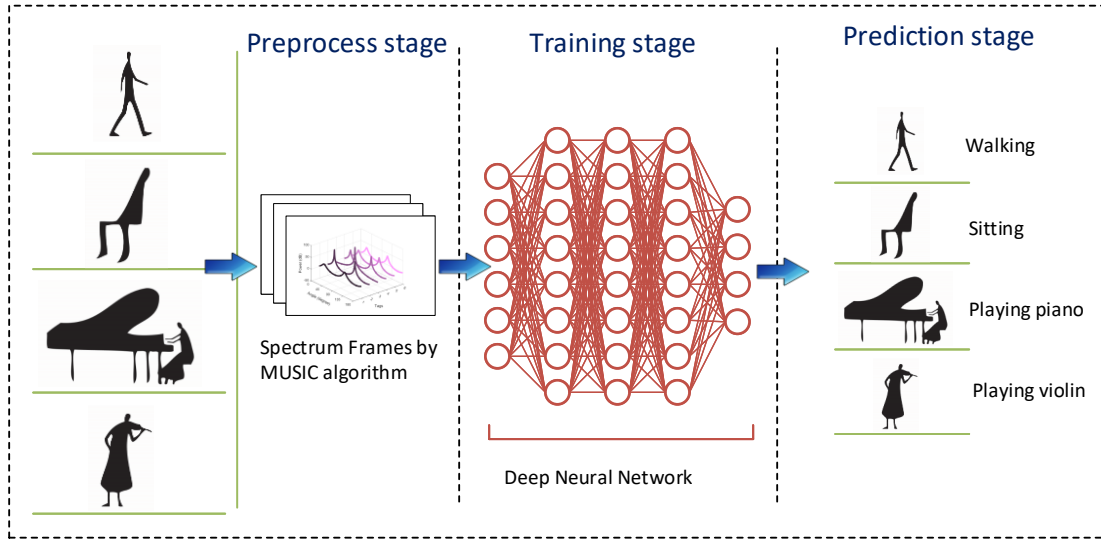 Preprocess stage
Training stage
Prediction stage
Walking
Sitting
Playing piano
Playing violin
Spectrum Frames by
MUSIC algorithm
Deep Neural Network